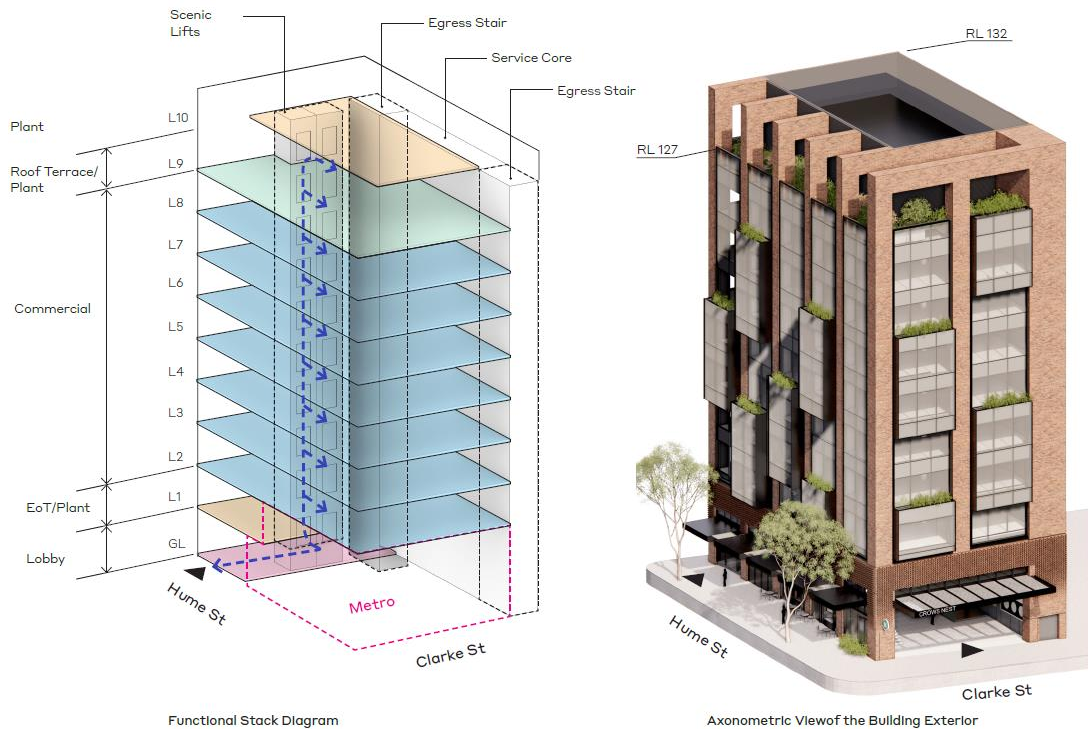 Scenic
Lifts
Egress Stair
Service Core
Egress Stair
L10
Plant
L9
Roof Terrace/
Plant
L8
L7
L6
Commercial
L5
L4
L3
L2
L1
EoT/Plant
GL
Lobby
Hume St
Metro
Clarke St
Functional Stack Diagram
RL 132
RL 127
CROWS NEST
Hume St
Clarke St
Axonometric Viewof the Building Exterior